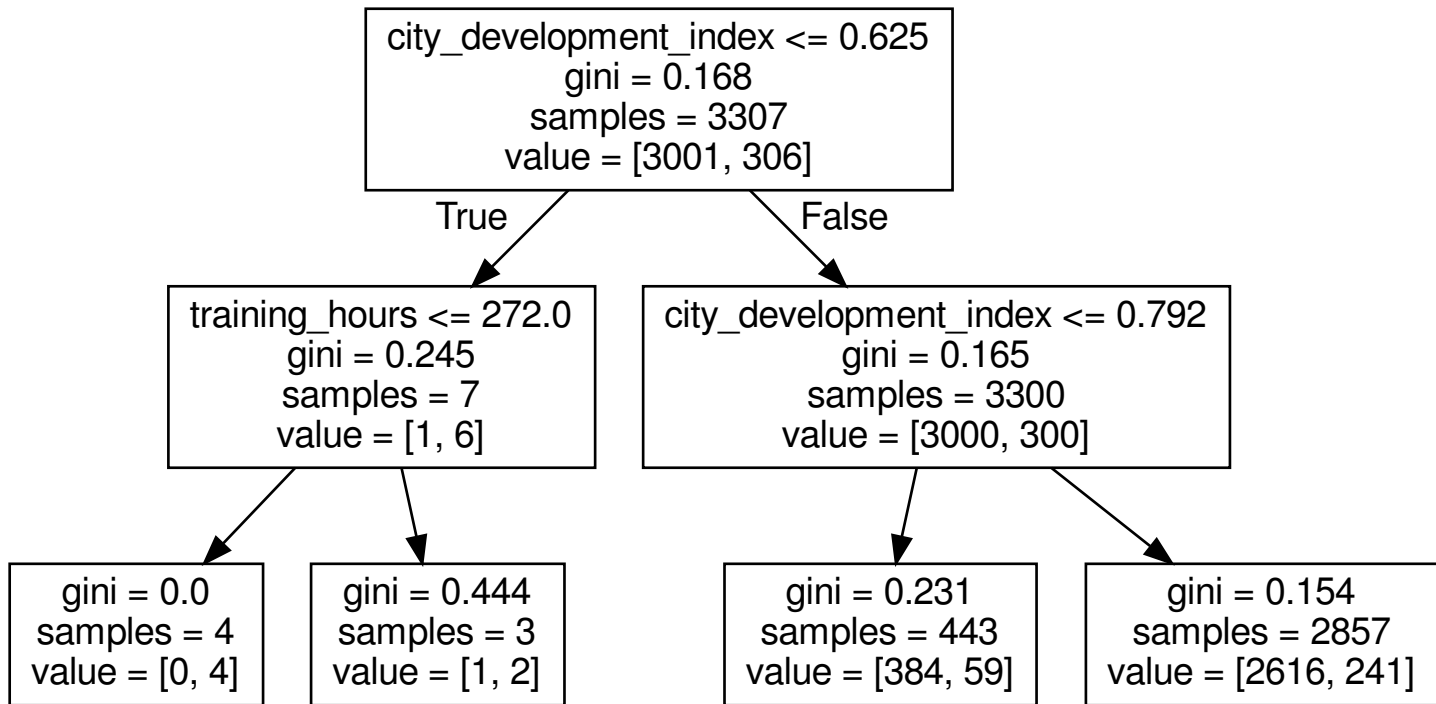 city_development_index <= 0.625
gini = 0.168
samples = 3307
value = [3001, 306]
True
False
training_hours <= 272.0
gini = 0.245
samples = 7
value = [1, 6]
city_development_index <= 0.792
gini = 0.165
samples = 3300
value = [3000, 300]
gini = 0.0
samples = 4
value = [0, 4]
gini = 0.444
samples = 3
value = [1, 2]
gini = 0.231
samples = 443
value = [384, 59]
gini = 0.154
samples = 2857
value = [2616, 241]